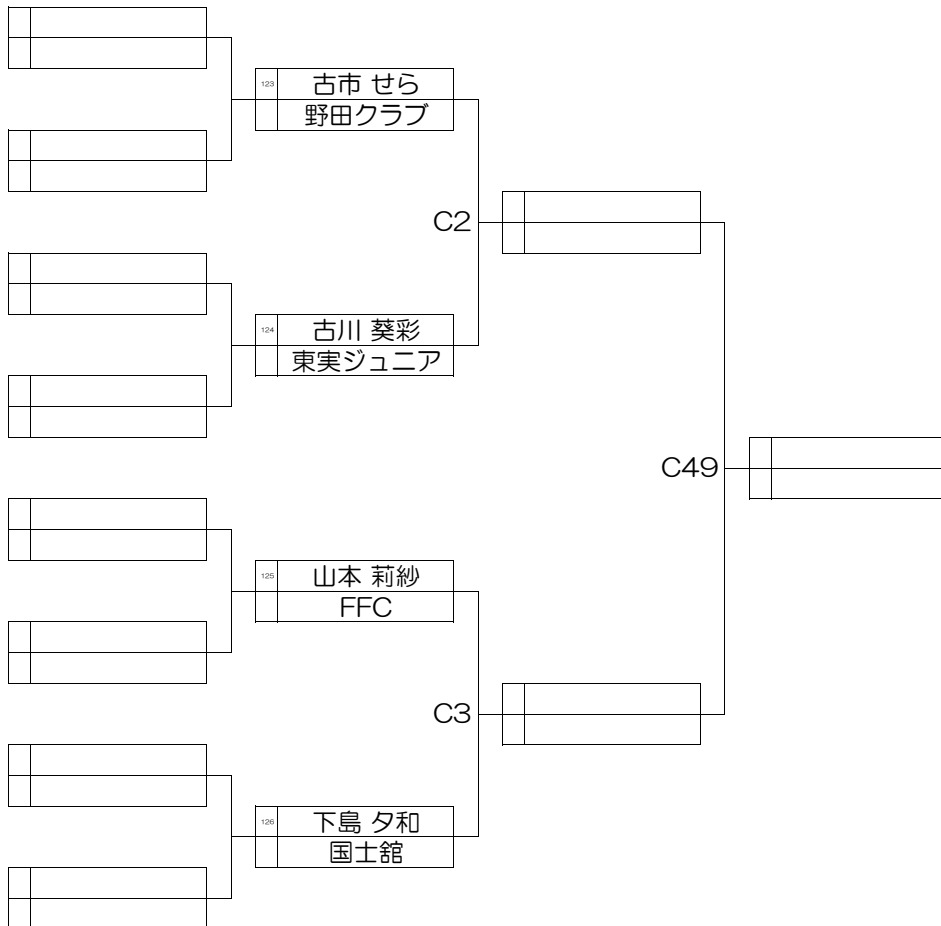 123
古市 せら
野田クラブ
C2
124
古川 葵彩
東実ジュニア
C49
125
山本 莉紗
FFC
C3
126
下島 夕和
国士舘